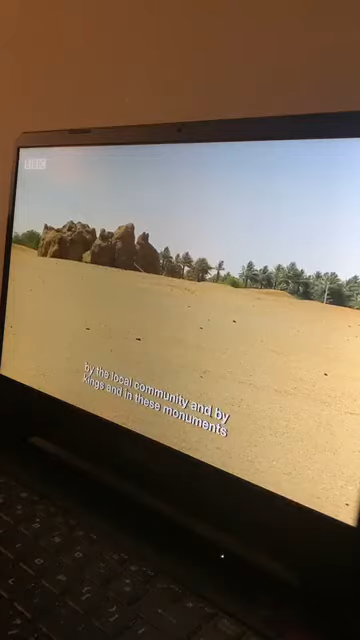 BBC
by the local community and by
kings and in these monuments